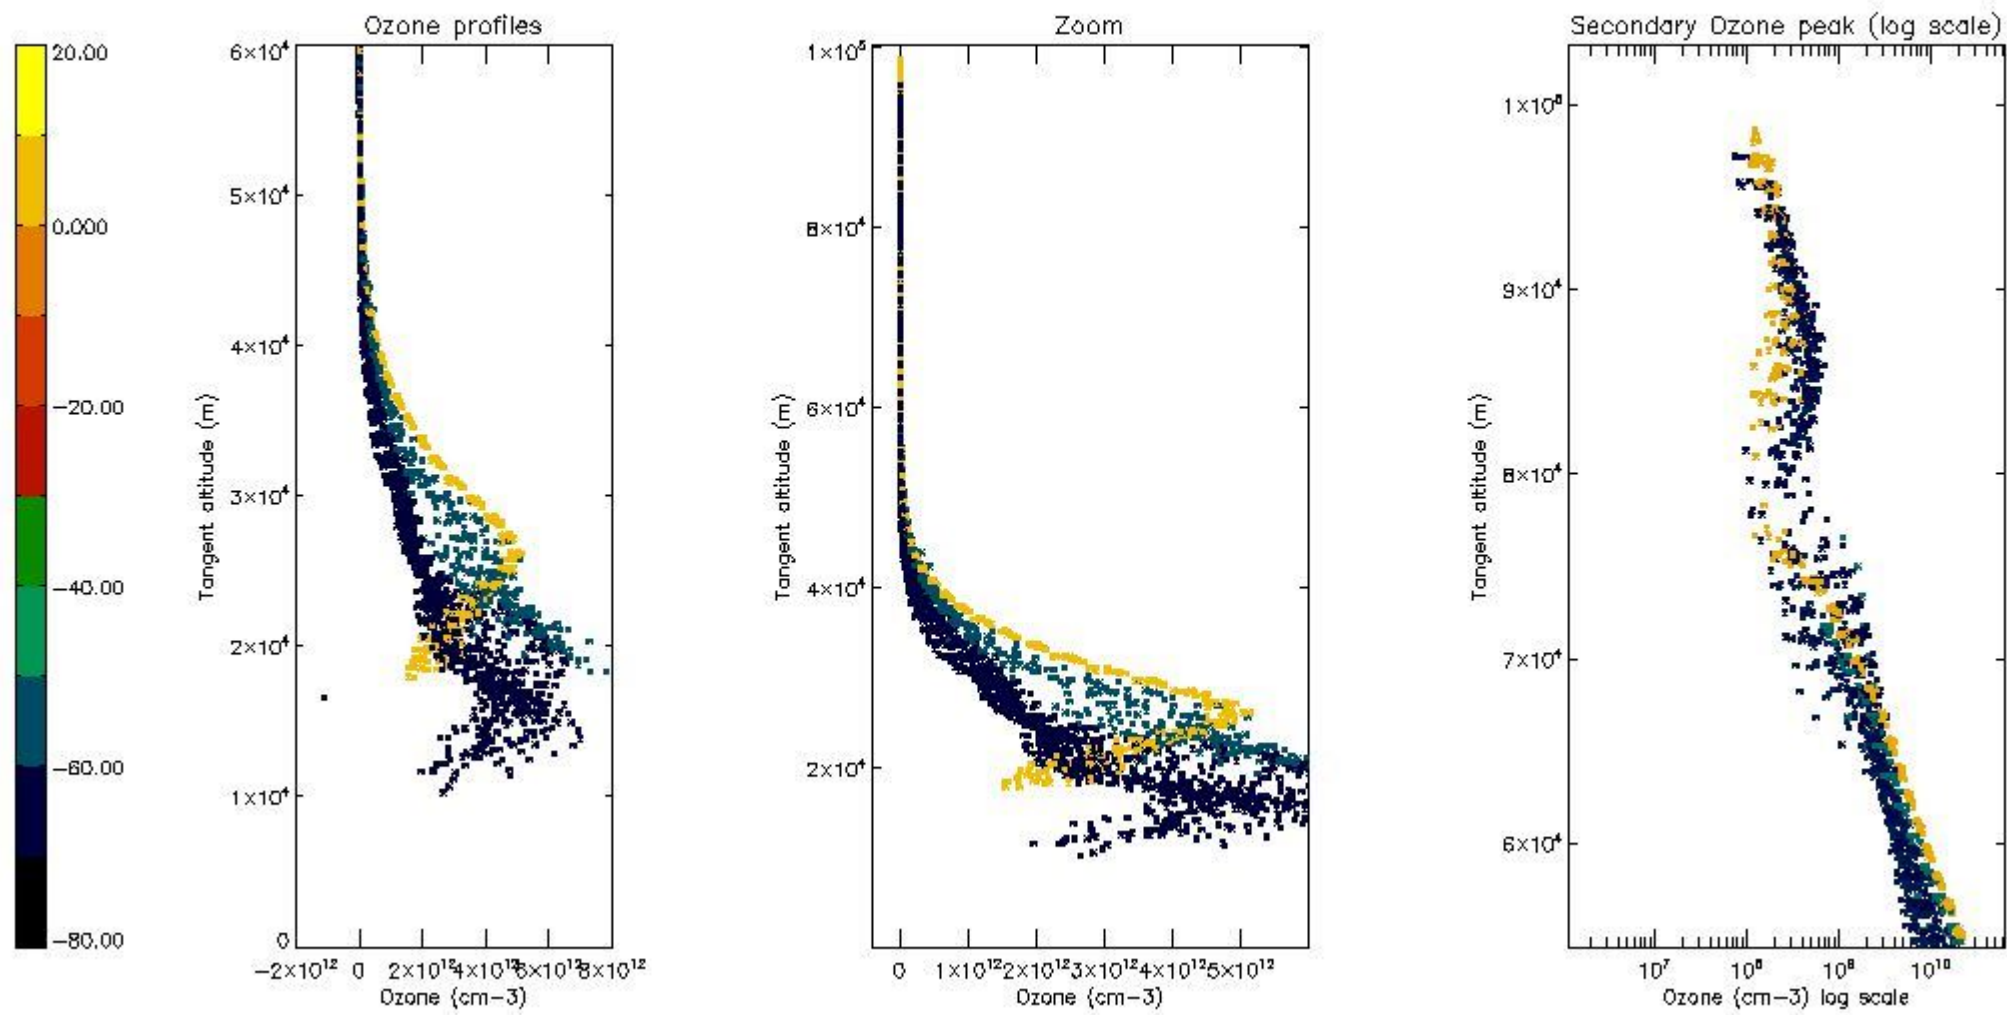 Ozone profiles
Zoom
Secondary Ozone peak (log scale)
20.00
0.000
−20.00
−40.00
−60.00
−80.00
6×10⁴
5×10⁴
4×10⁴
3×10⁴
2×10⁴
1×10⁴
0
Tangent altitude (m)
−2×10¹² 0 2×10¹² 4×10¹² 6×10¹² 8×10¹²
Ozone (cm−3)
1×10⁵
8×10⁴
6×10⁴
4×10⁴
2×10⁴
Tangent altitude (m)
0 1×10¹² 2×10¹² 3×10¹² 4×10¹² 5×10¹²
Ozone (cm−3)
1×10⁵
9×10⁴
8×10⁴
7×10⁴
6×10⁴
Tangent altitude (m)
10⁷ 10⁸ 10⁹ 10¹⁰
Ozone (cm−3) log scale